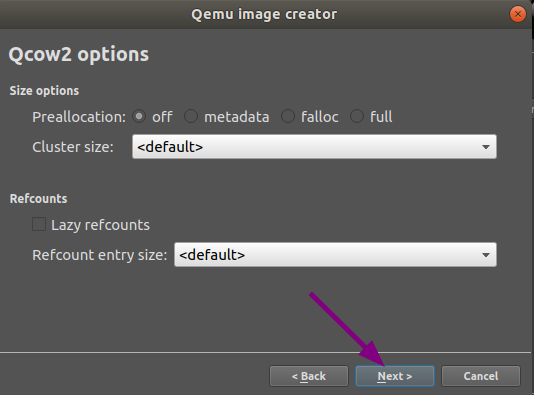 Qemu image creator
Qcow2 options
Size options
Preallocation: off metadata falloc full
Cluster size: <default>
Refcounts
Lazy refcounts
Refcount entry size: <default>
< Back Next > Cancel